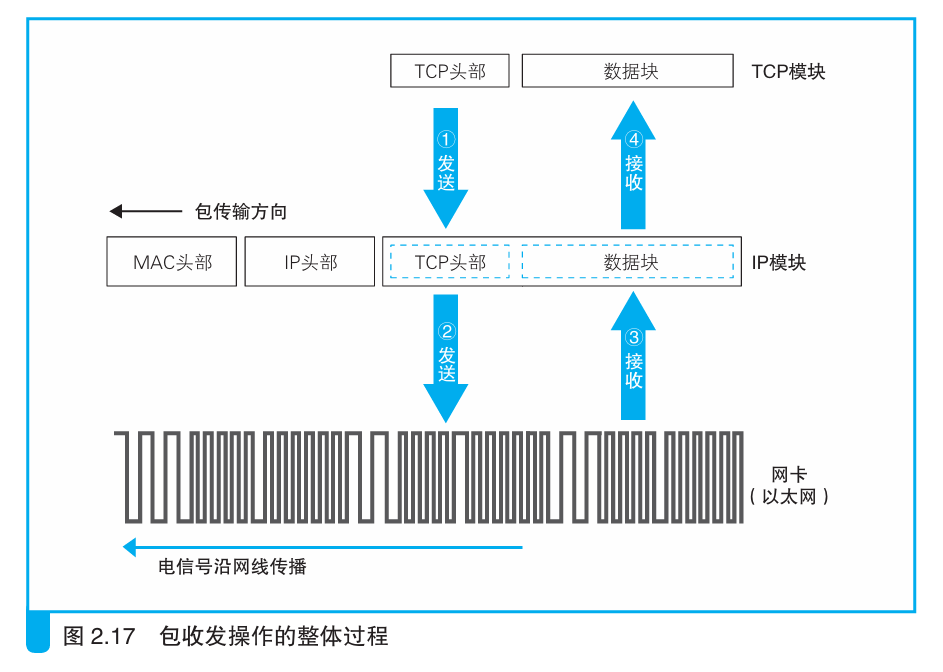 TCP头部 数据块 TCP模块
①发送 ④接收
包传输方向
MAC头部 IP头部 TCP头部 数据块 IP模块
②发送 ③接收
网卡
（以太网）
电信号沿网线传播
图 2.17 包收发操作的整体过程